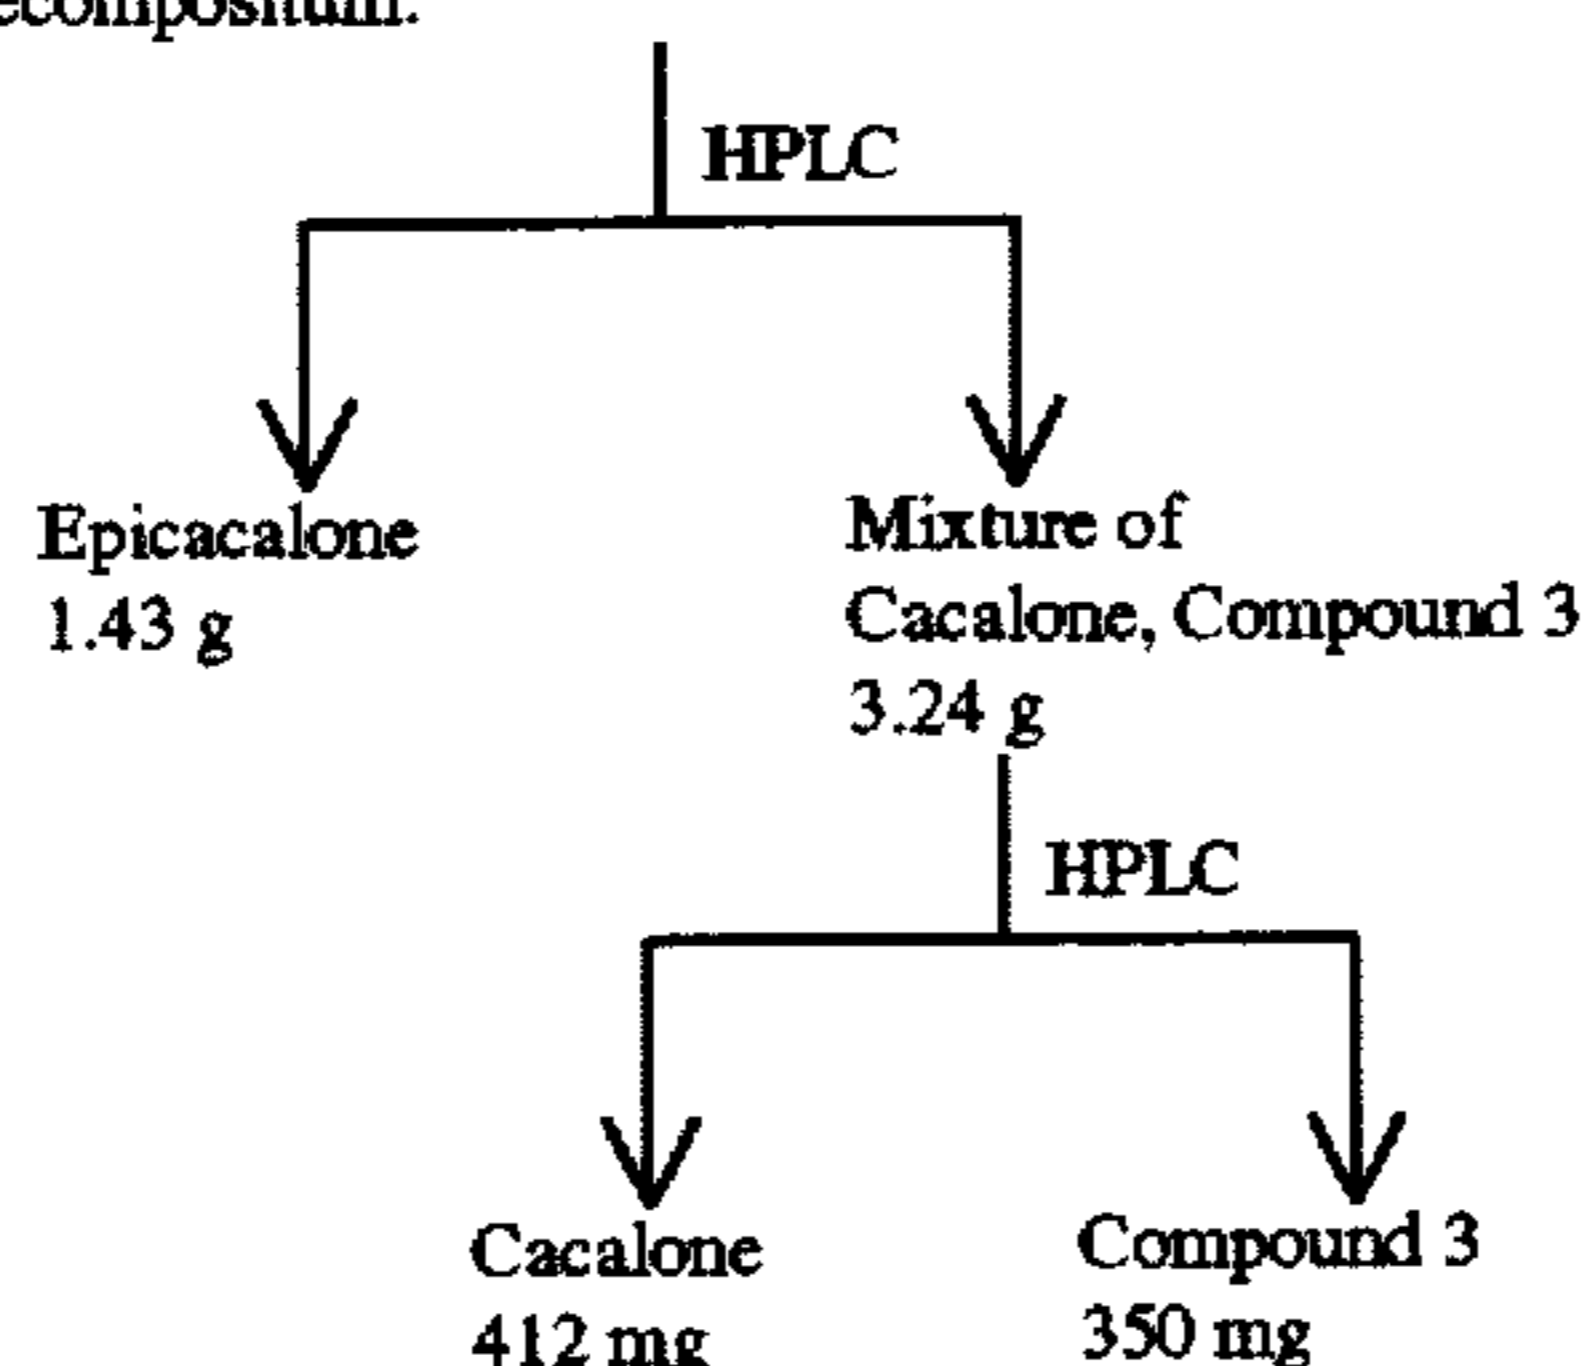 ecompositum.
HPLC
Epicacalone
1.43 g
Mixture of
Cacalone, Compound 3
3.24 g
HPLC
Cacalone
412 mg
Compound 3
350 mg